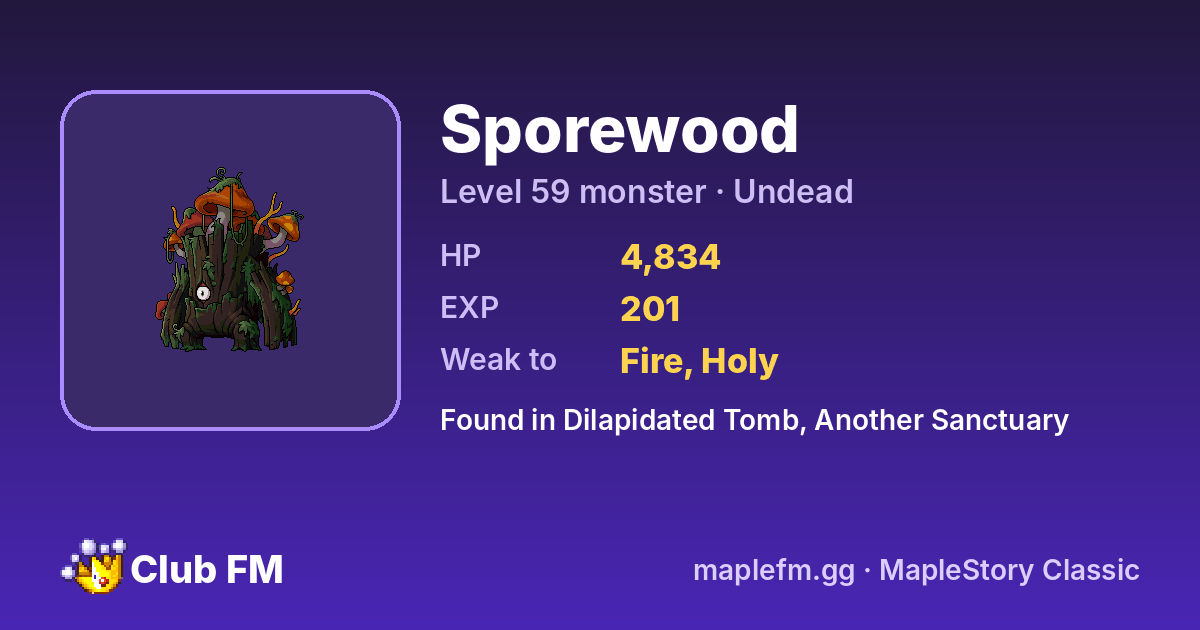 Sporewood
Level 59 monster · Undead
HP 4,834
EXP 201
Weak to Fire, Holy
Found in Dilapidated Tomb, Another Sanctuary
Club FM
maplefm.gg · MapleStory Classic